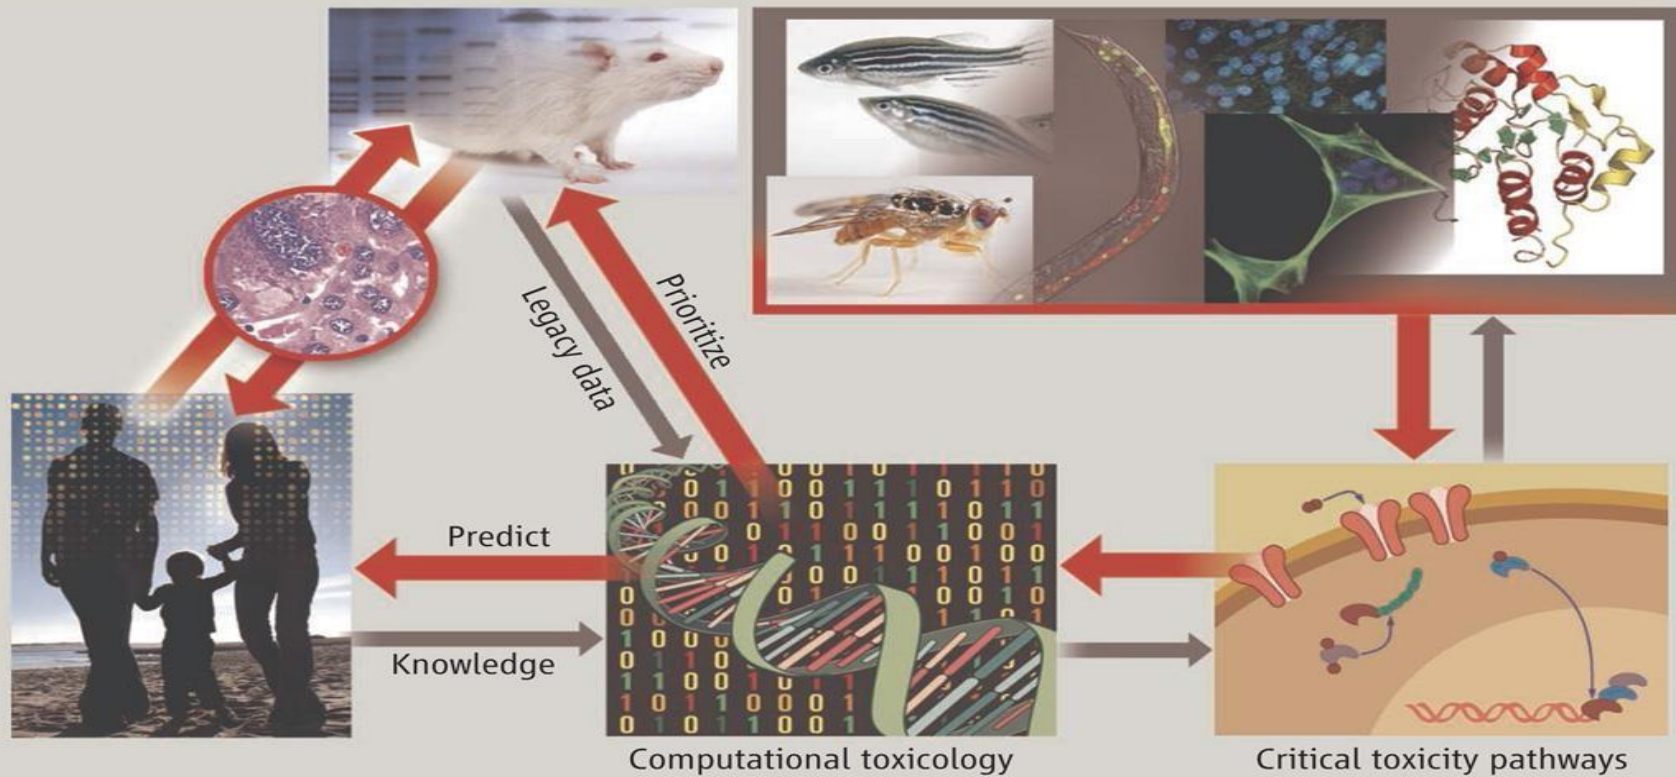 Legacy data
Prioritize
Predict
Knowledge
Computational toxicology
Critical toxicity pathways